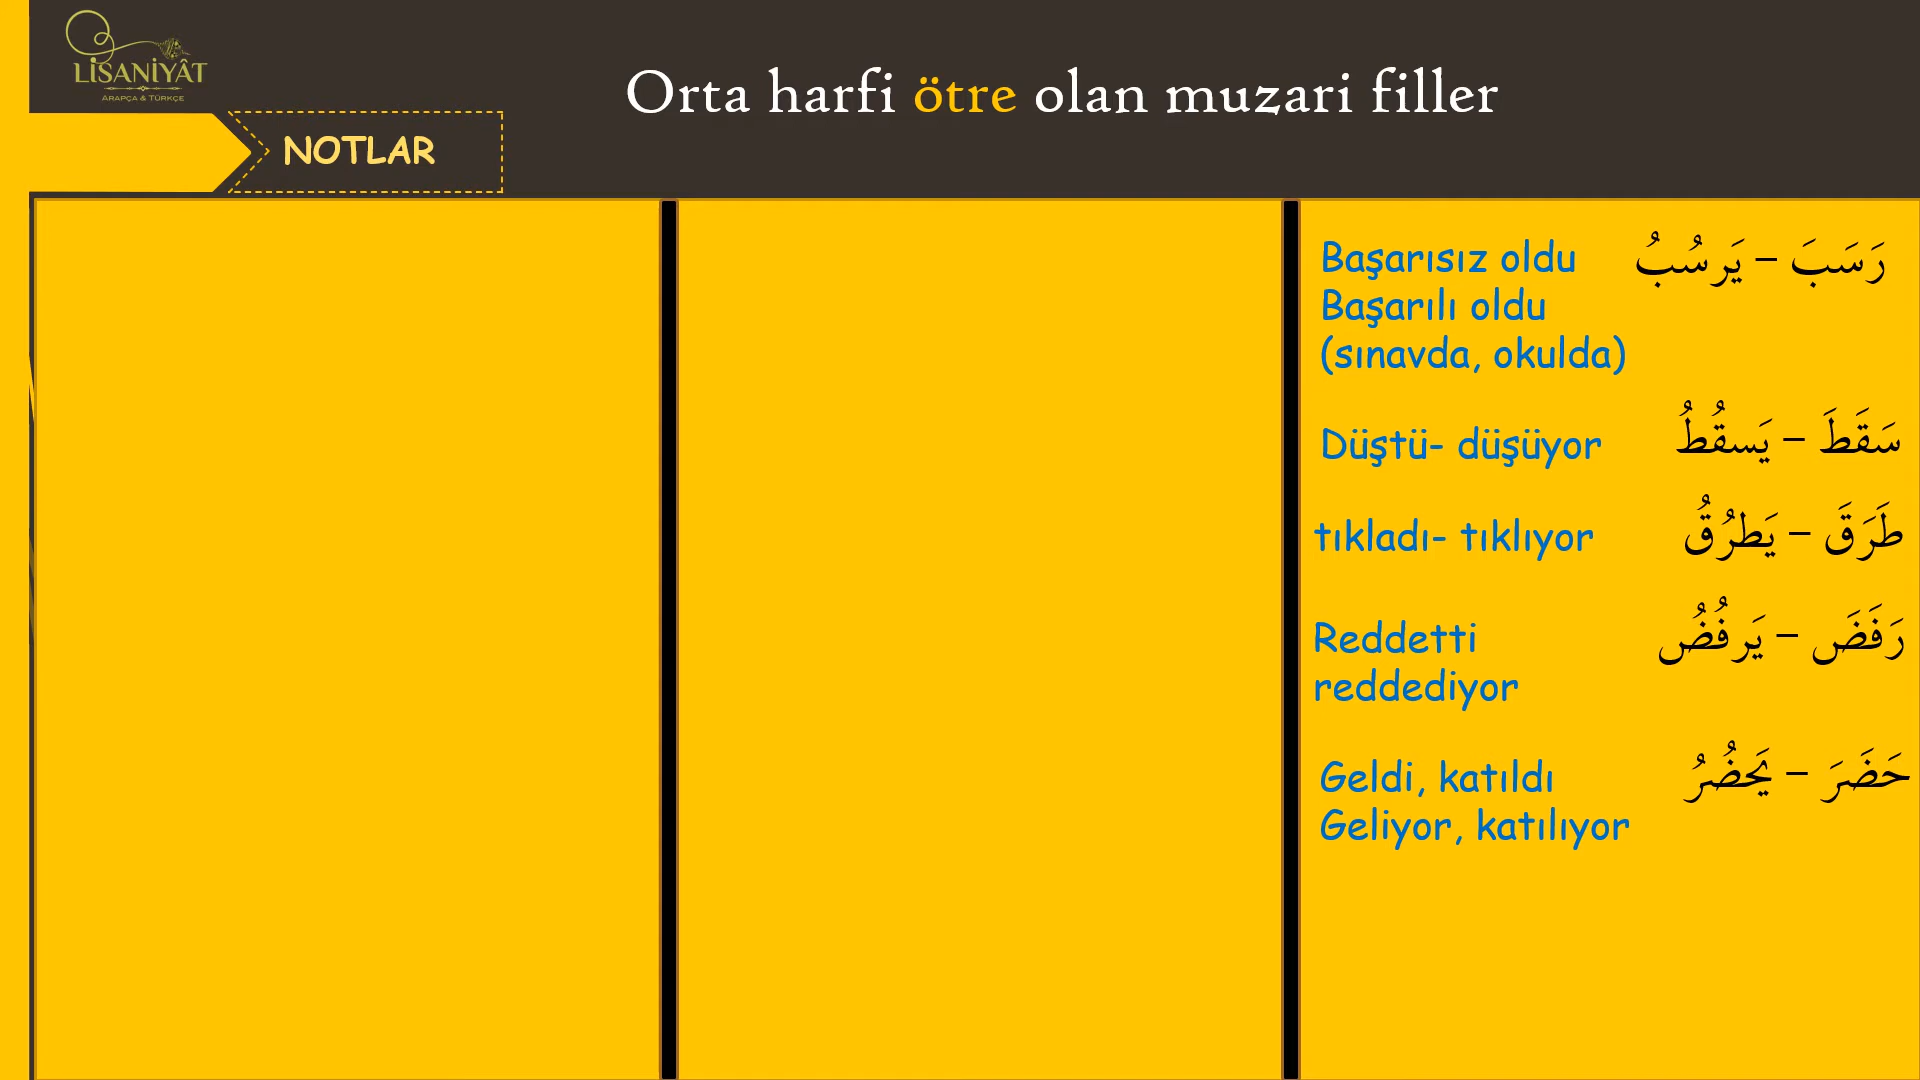 LİSANİYÂT
ARAPÇA & TÜRKÇE
Orta harfi ötre olan muzari filler
NOTLAR
Başarısız oldu رَسَبَ – يَرسُبُ
Başarılı oldu
(sınavda, okulda)
Düştü- düşüyor سَقَطَ – يَسقُطُ
tıkladı- tıklıyor طَرَقَ – يَطرُقُ
Reddetti رَفَضَ – يَرفُضُ
reddediyor
Geldi, katıldı حَضَرَ – يَحضُرُ
Geliyor, katılıyor